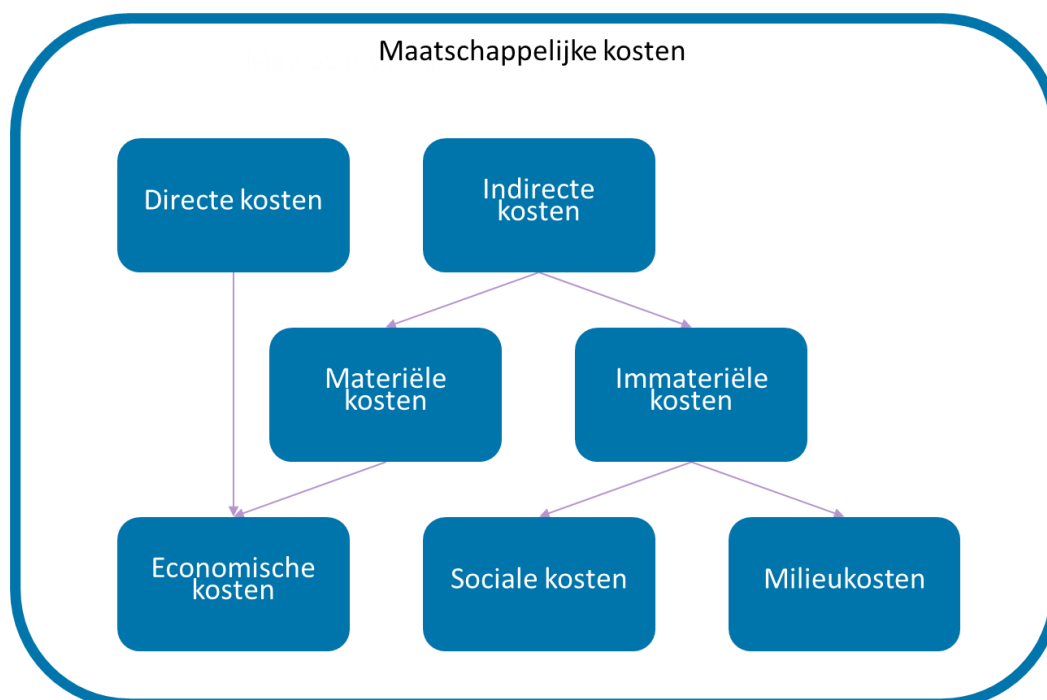 Maatschappelijke kosten
Directe kosten
Indirecte
kosten
Materiële
kosten
Immateriële
kosten
Economische
kosten
Sociale kosten
Milieukosten